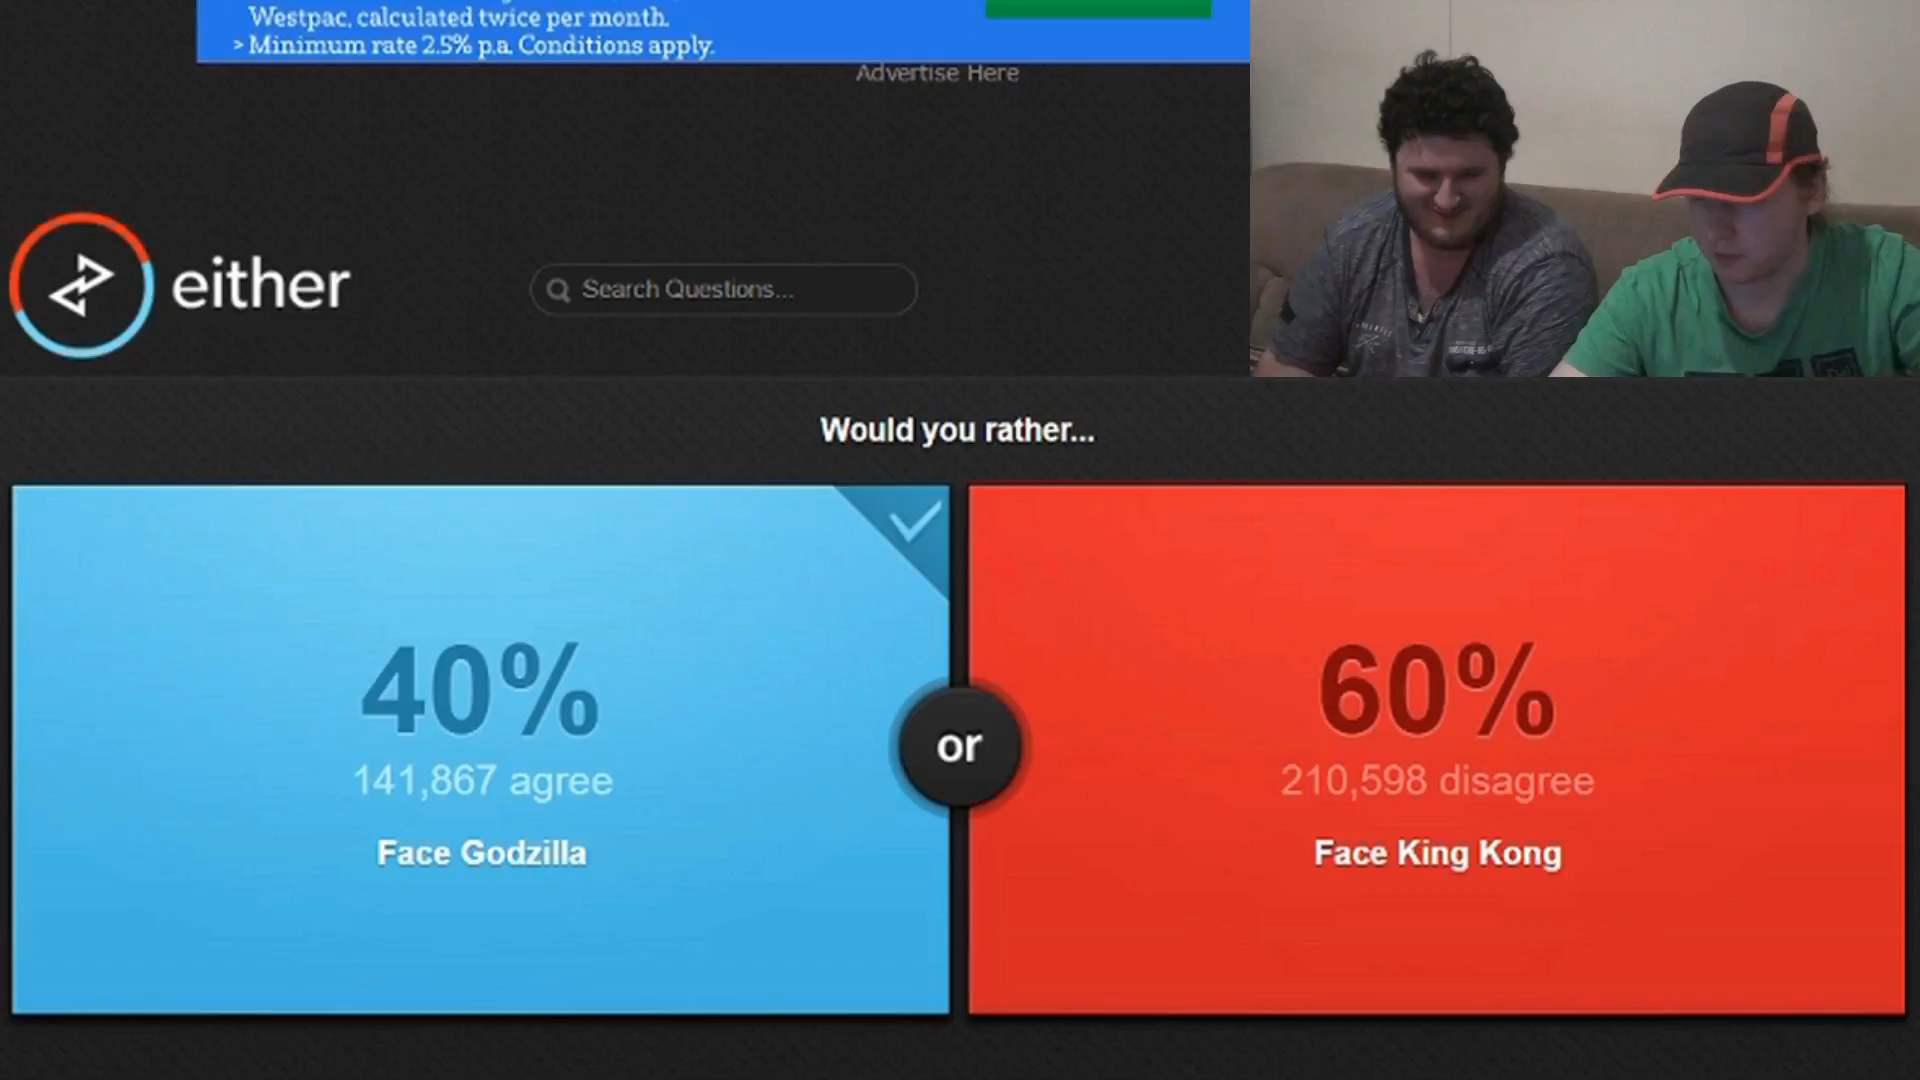 Westpac, calculated twice per month.
> Minimum rate 2.5% p.a. Conditions apply.
Advertise Here
either
Search Questions...
Would you rather...
40%
141,867 agree
Face Godzilla
or
60%
210,598 disagree
Face King Kong